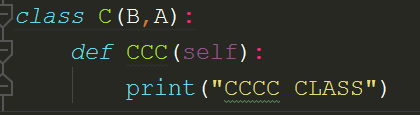 class C(B,A):
    def CCC(self):
        print("CCCC CLASS")